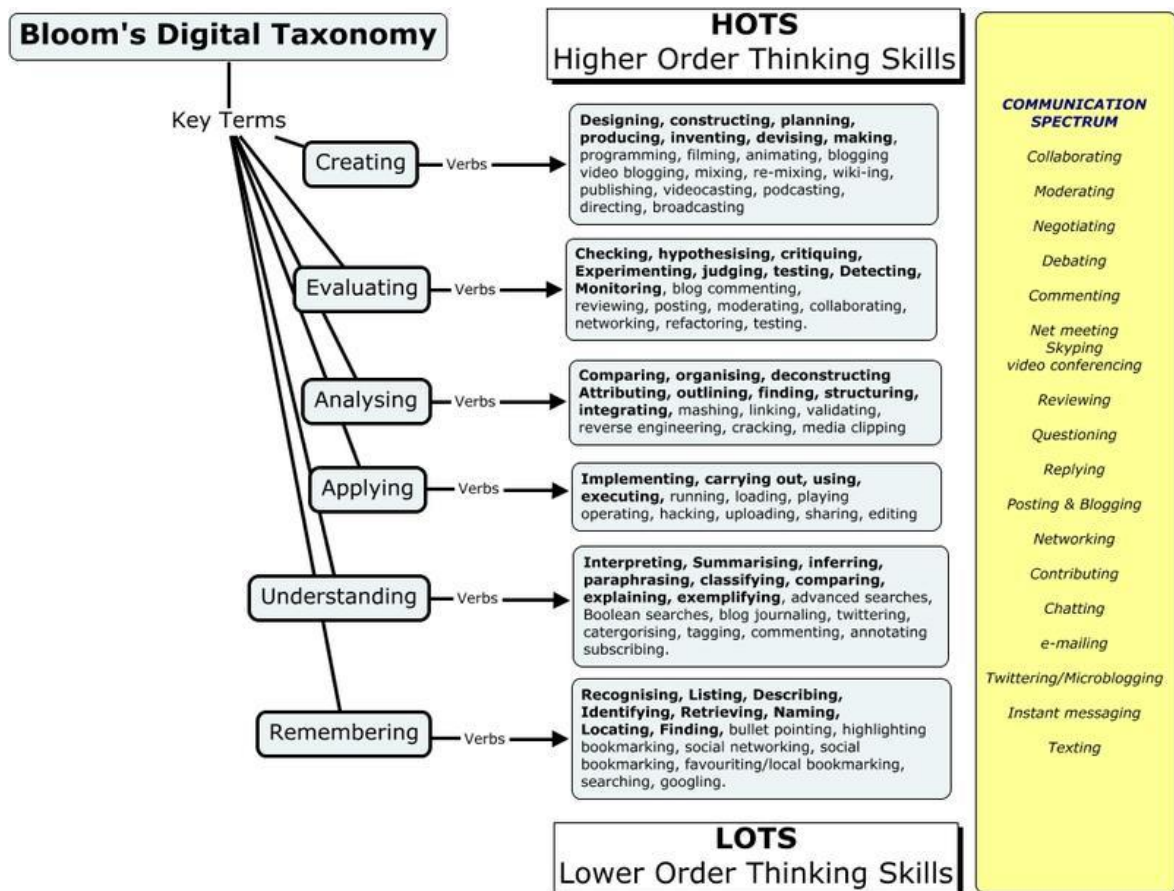 Bloom's Digital Taxonomy
Key Terms
HOTS
Higher Order Thinking Skills
Creating
Verbs
Designing, constructing, planning,
producing, inventing, devising, making,
programming, filming, animating, blogging
video blogging, mixing, re-mixing, wiki-ing,
publishing, videocasting, podcasting,
directing, broadcasting
Evaluating
Verbs
Checking, hypothesising, critiquing,
Experimenting, judging, testing, Detecting,
Monitoring, blog commenting,
reviewing, posting, moderating, collaborating,
networking, refactoring, testing.
Analysing
Verbs
Comparing, organising, deconstructing
Attributing, outlining, finding, structuring,
integrating, mashing, linking, validating,
reverse engineering, cracking, media clipping
Applying
Verbs
Implementing, carrying out, using,
executing, running, loading, playing
operating, hacking, uploading, sharing, editing
Understanding
Verbs
Interpreting, Summarising, inferring,
paraphrasing, classifying, comparing,
explaining, exemplifying, advanced searches,
Boolean searches, blog journaling, twittering,
catergorising, tagging, commenting, annotating
subscribing.
Remembering
Verbs
Recognising, Listing, Describing,
Identifying, Retrieving, Naming,
Locating, Finding, bullet pointing, highlighting
bookmarking, social networking, social
bookmarking, favouriting/local bookmarking,
searching, googling.
LOTS
Lower Order Thinking Skills
COMMUNICATION
SPECTRUM
Collaborating
Moderating
Negotiating
Debating
Commenting
Net meeting
Skyping
video conferencing
Reviewing
Questioning
Replying
Posting & Blogging
Networking
Contributing
Chatting
e-mailing
Twittering/Microblogging
Instant messaging
Texting